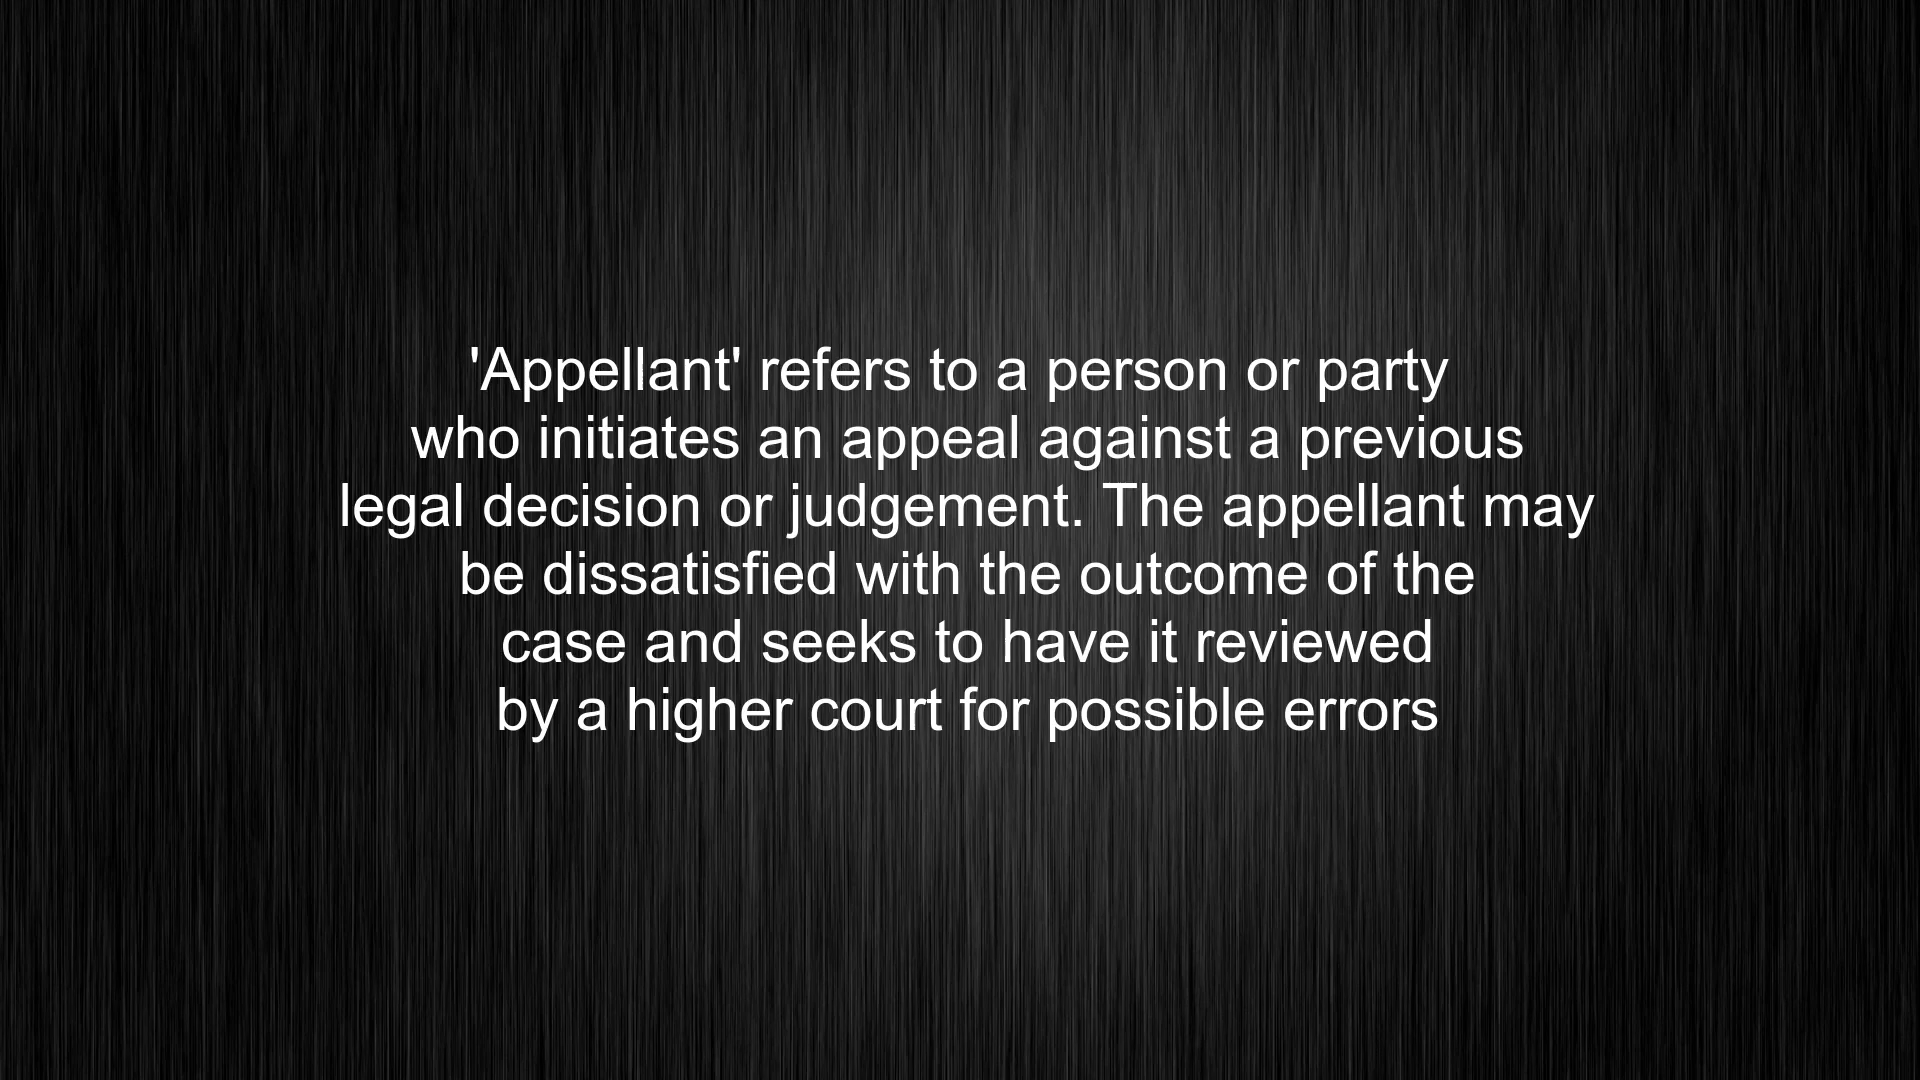 'Appellant' refers to a person or party
who initiates an appeal against a previous
legal decision or judgement. The appellant may
be dissatisfied with the outcome of the
case and seeks to have it reviewed
by a higher court for possible errors